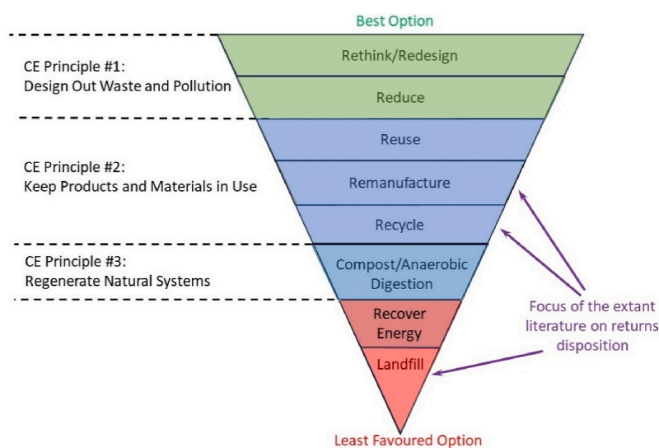 Best Option
CE Principle #1:
Design Out Waste and Pollution
Rethink/Redesign
Reduce
CE Principle #2:
Keep Products and Materials in Use
Reuse
Remanufacture
Recycle
CE Principle #3:
Regenerate Natural Systems
Compost/Anaerobic
Digestion
Recover
Energy
Landfill
Focus of the extant
literature on returns
disposition
Least Favoured Option